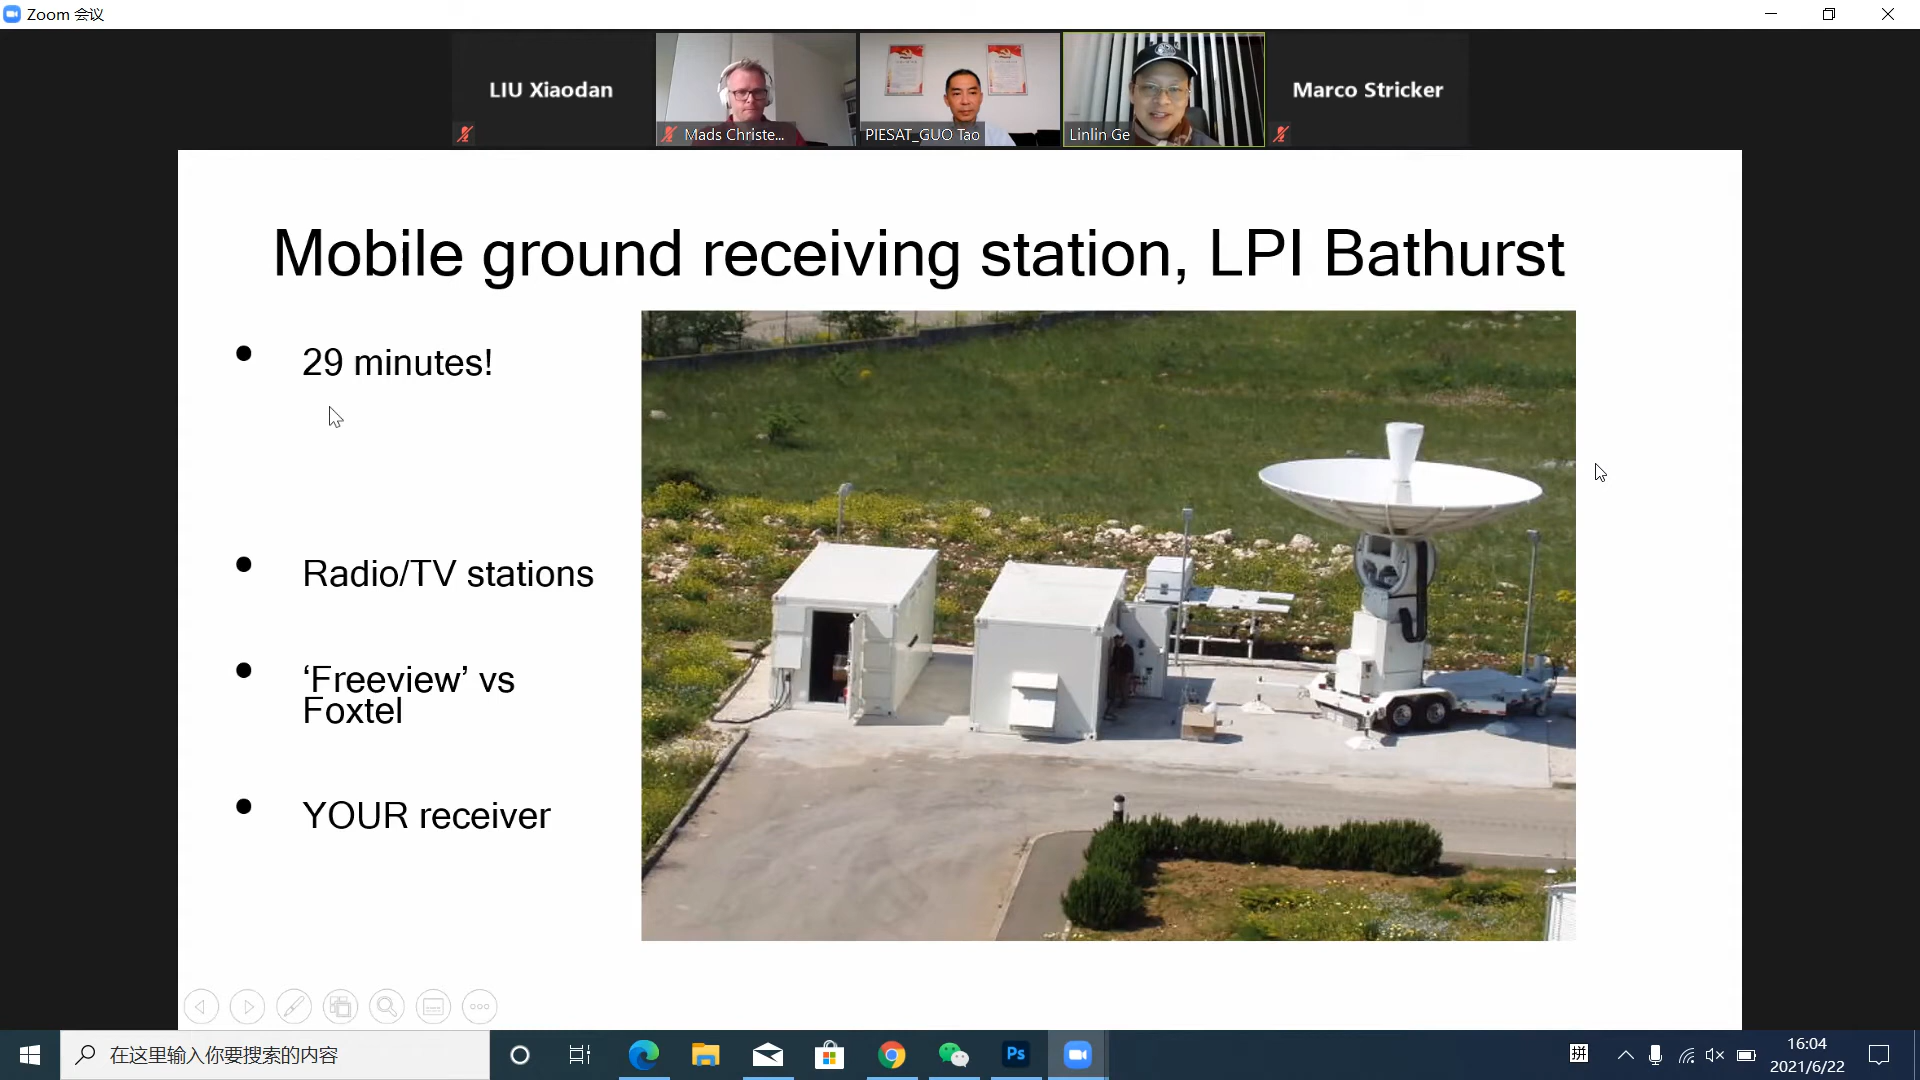 Zoom 会议
LIU Xiaodan
Mads Christe...
PIESAT_GUO Tao
Linlin Ge
Marco Stricker
Mobile ground receiving station, LPI Bathurst
29 minutes!
Radio/TV stations
‘Freeview’ vs
Foxtel
YOUR receiver
在这里输入你要搜索的内容
Ps
拼
16:04
2021/6/22